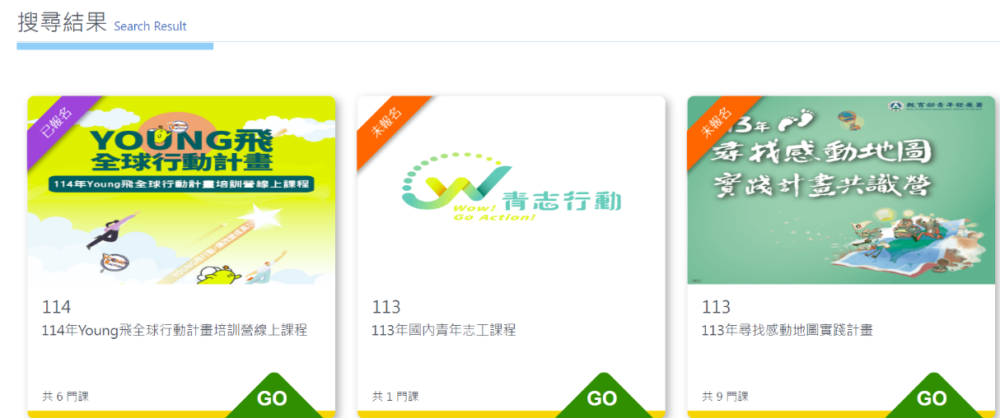 搜尋結果 Search Result
已報名
YOUNG飛
全球行動計畫
114年Young飛全球行動計畫培訓營線上課程
114
114年Young飛全球行動計畫培訓營線上課程
共 6 門課
GO
未報名
Wow!
Go Action!
青志行動
113
113年國內青年志工課程
共 1 門課
GO
未報名
教育部青年發展署
13年
尋找感動地圖
實踐計畫共識營
113
113年尋找感動地圖實踐計畫
共 9 門課
GO